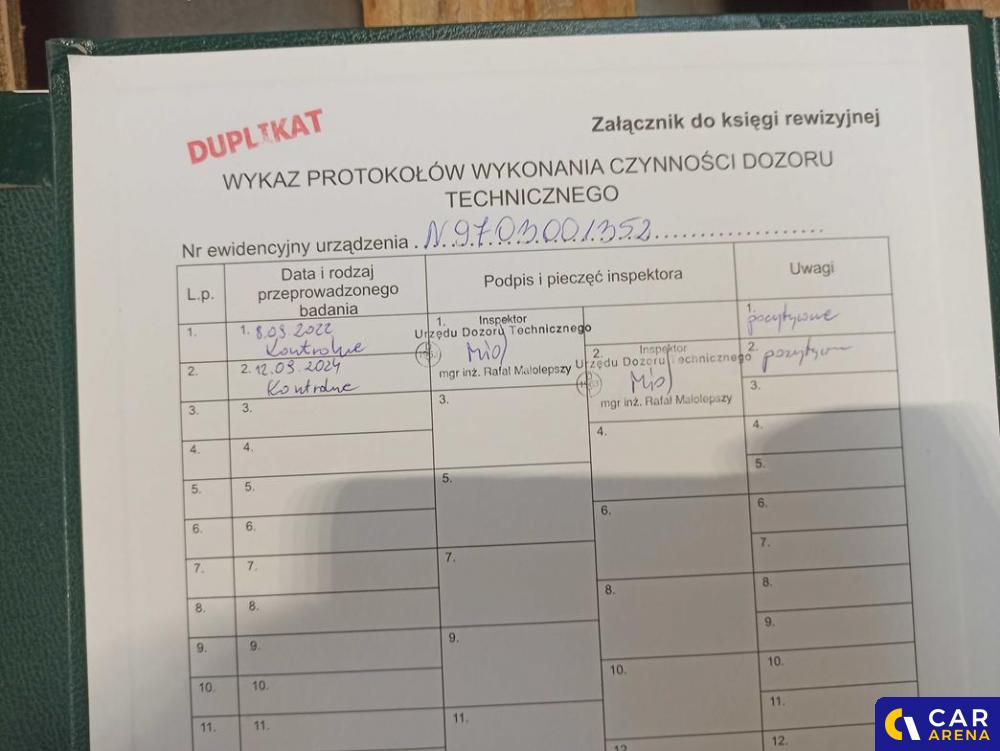 DUPLIKAT
Załącznik do księgi rewizyjnej
WYKAZ PROTOKOŁÓW WYKONANIA CZYNNOŚCI DOZORU
TECHNICZNEGO
Nr ewidencyjny urządzenia . N9703001352
L.p.
Data i rodzaj
przeprowadzonego
badania
Podpis i pieczęć inspektora
Uwagi
1.
1. 8.03.2022
Kontrolne
1. Inspektor
Urzędu Dozoru Technicznego
mgr inż. Rafał Małolepszy
1.
pozytywne
2.
2. 12.03.2024
Kontrolne
2. Inspektor
Urzędu Dozoru Technicznego
mgr inż. Rafał Małolepszy
2. pozytywne
3. 3. 3. 3.
4. 4. 4. 4.
5. 5. 5. 5.
6. 6. 6. 6.
7. 7. 7. 7.
8. 8. 8. 8.
9. 9. 9. 9.
10. 10. 10. 10.
11. 11. 11. 11.
12. 12.
CAR
ARENA